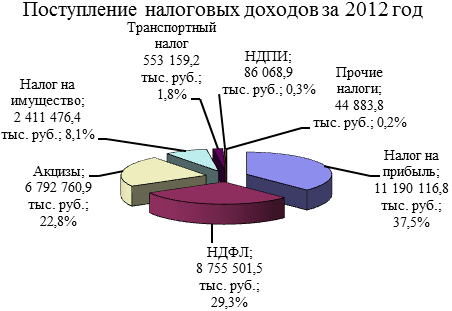 Поступление налоговых доходов за 2012 год
Транспортный
налог
553 159,2
тыс. руб.;
1,8%
НДПИ;
86 068,9
тыс. руб.; 0,3%
Прочие
налоги;
44 883,8
тыс. руб.; 0,2%
Налог на
имущество;
2 411 476,4
тыс. руб.; 8,1%
Налог на
прибыль;
11 190 116,8
тыс. руб.;
37,5%
Акцизы;
6 792 760,9
тыс. руб.;
22,8%
НДФЛ;
8 755 501,5
тыс. руб.;
29,3%